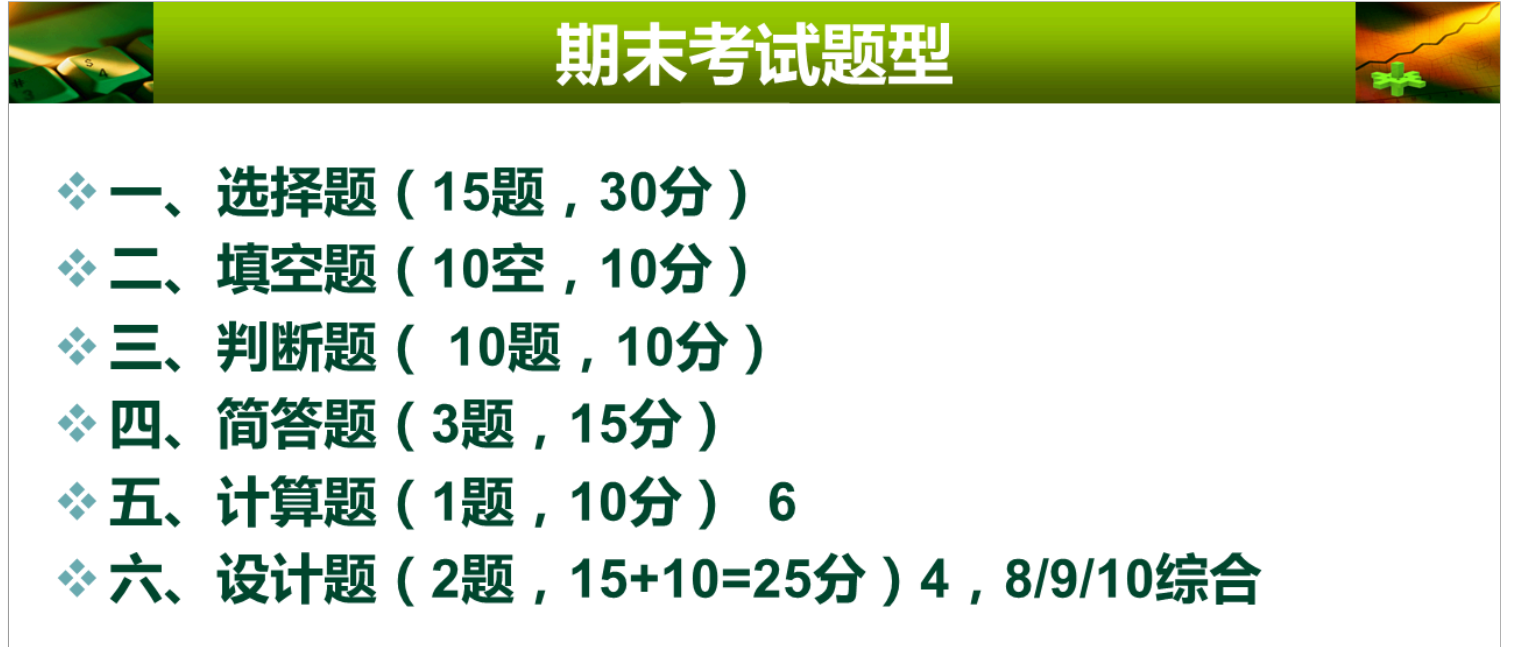 期末考试题型
一、选择题（15题，30分）
二、填空题（10空，10分）
三、判断题（ 10题，10分）
四、简答题（3题，15分）
五、计算题（1题，10分） 6
六、设计题（2题，15+10=25分）4，8/9/10综合